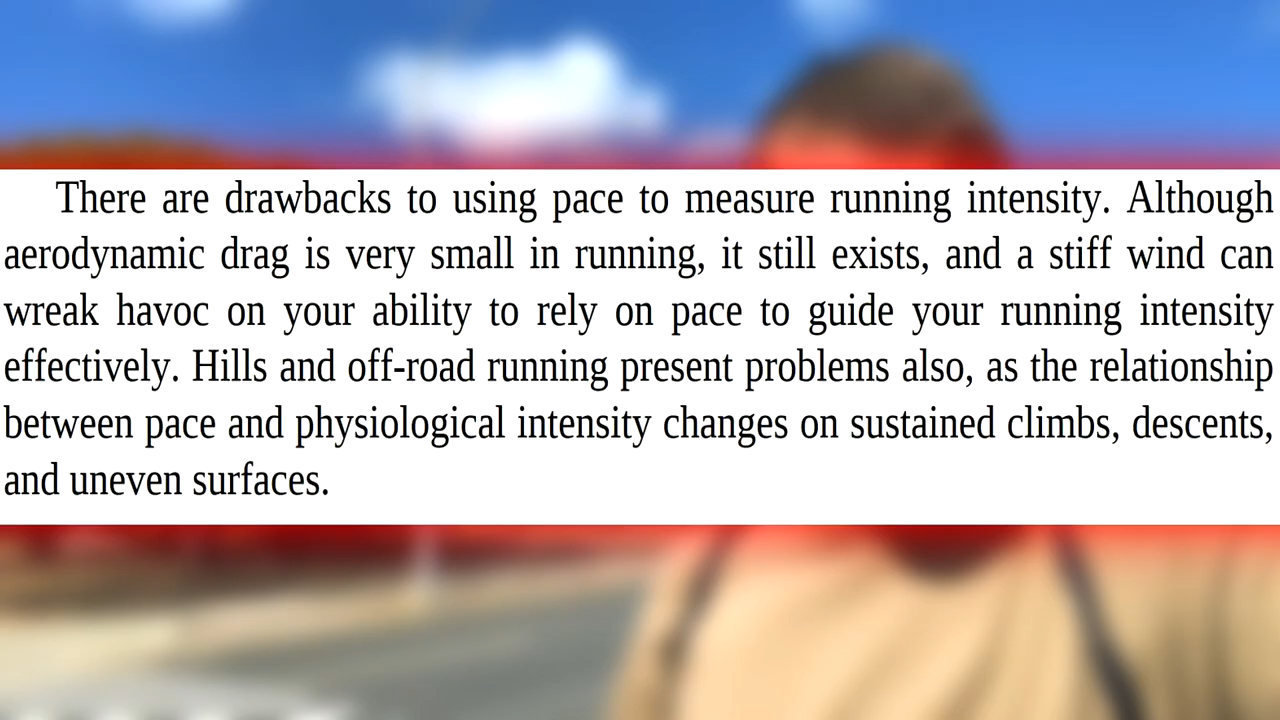 There are drawbacks to using pace to measure running intensity. Although
aerodynamic drag is very small in running, it still exists, and a stiff wind can
wreak havoc on your ability to rely on pace to guide your running intensity
effectively. Hills and off-road running present problems also, as the relationship
between pace and physiological intensity changes on sustained climbs, descents,
and uneven surfaces.